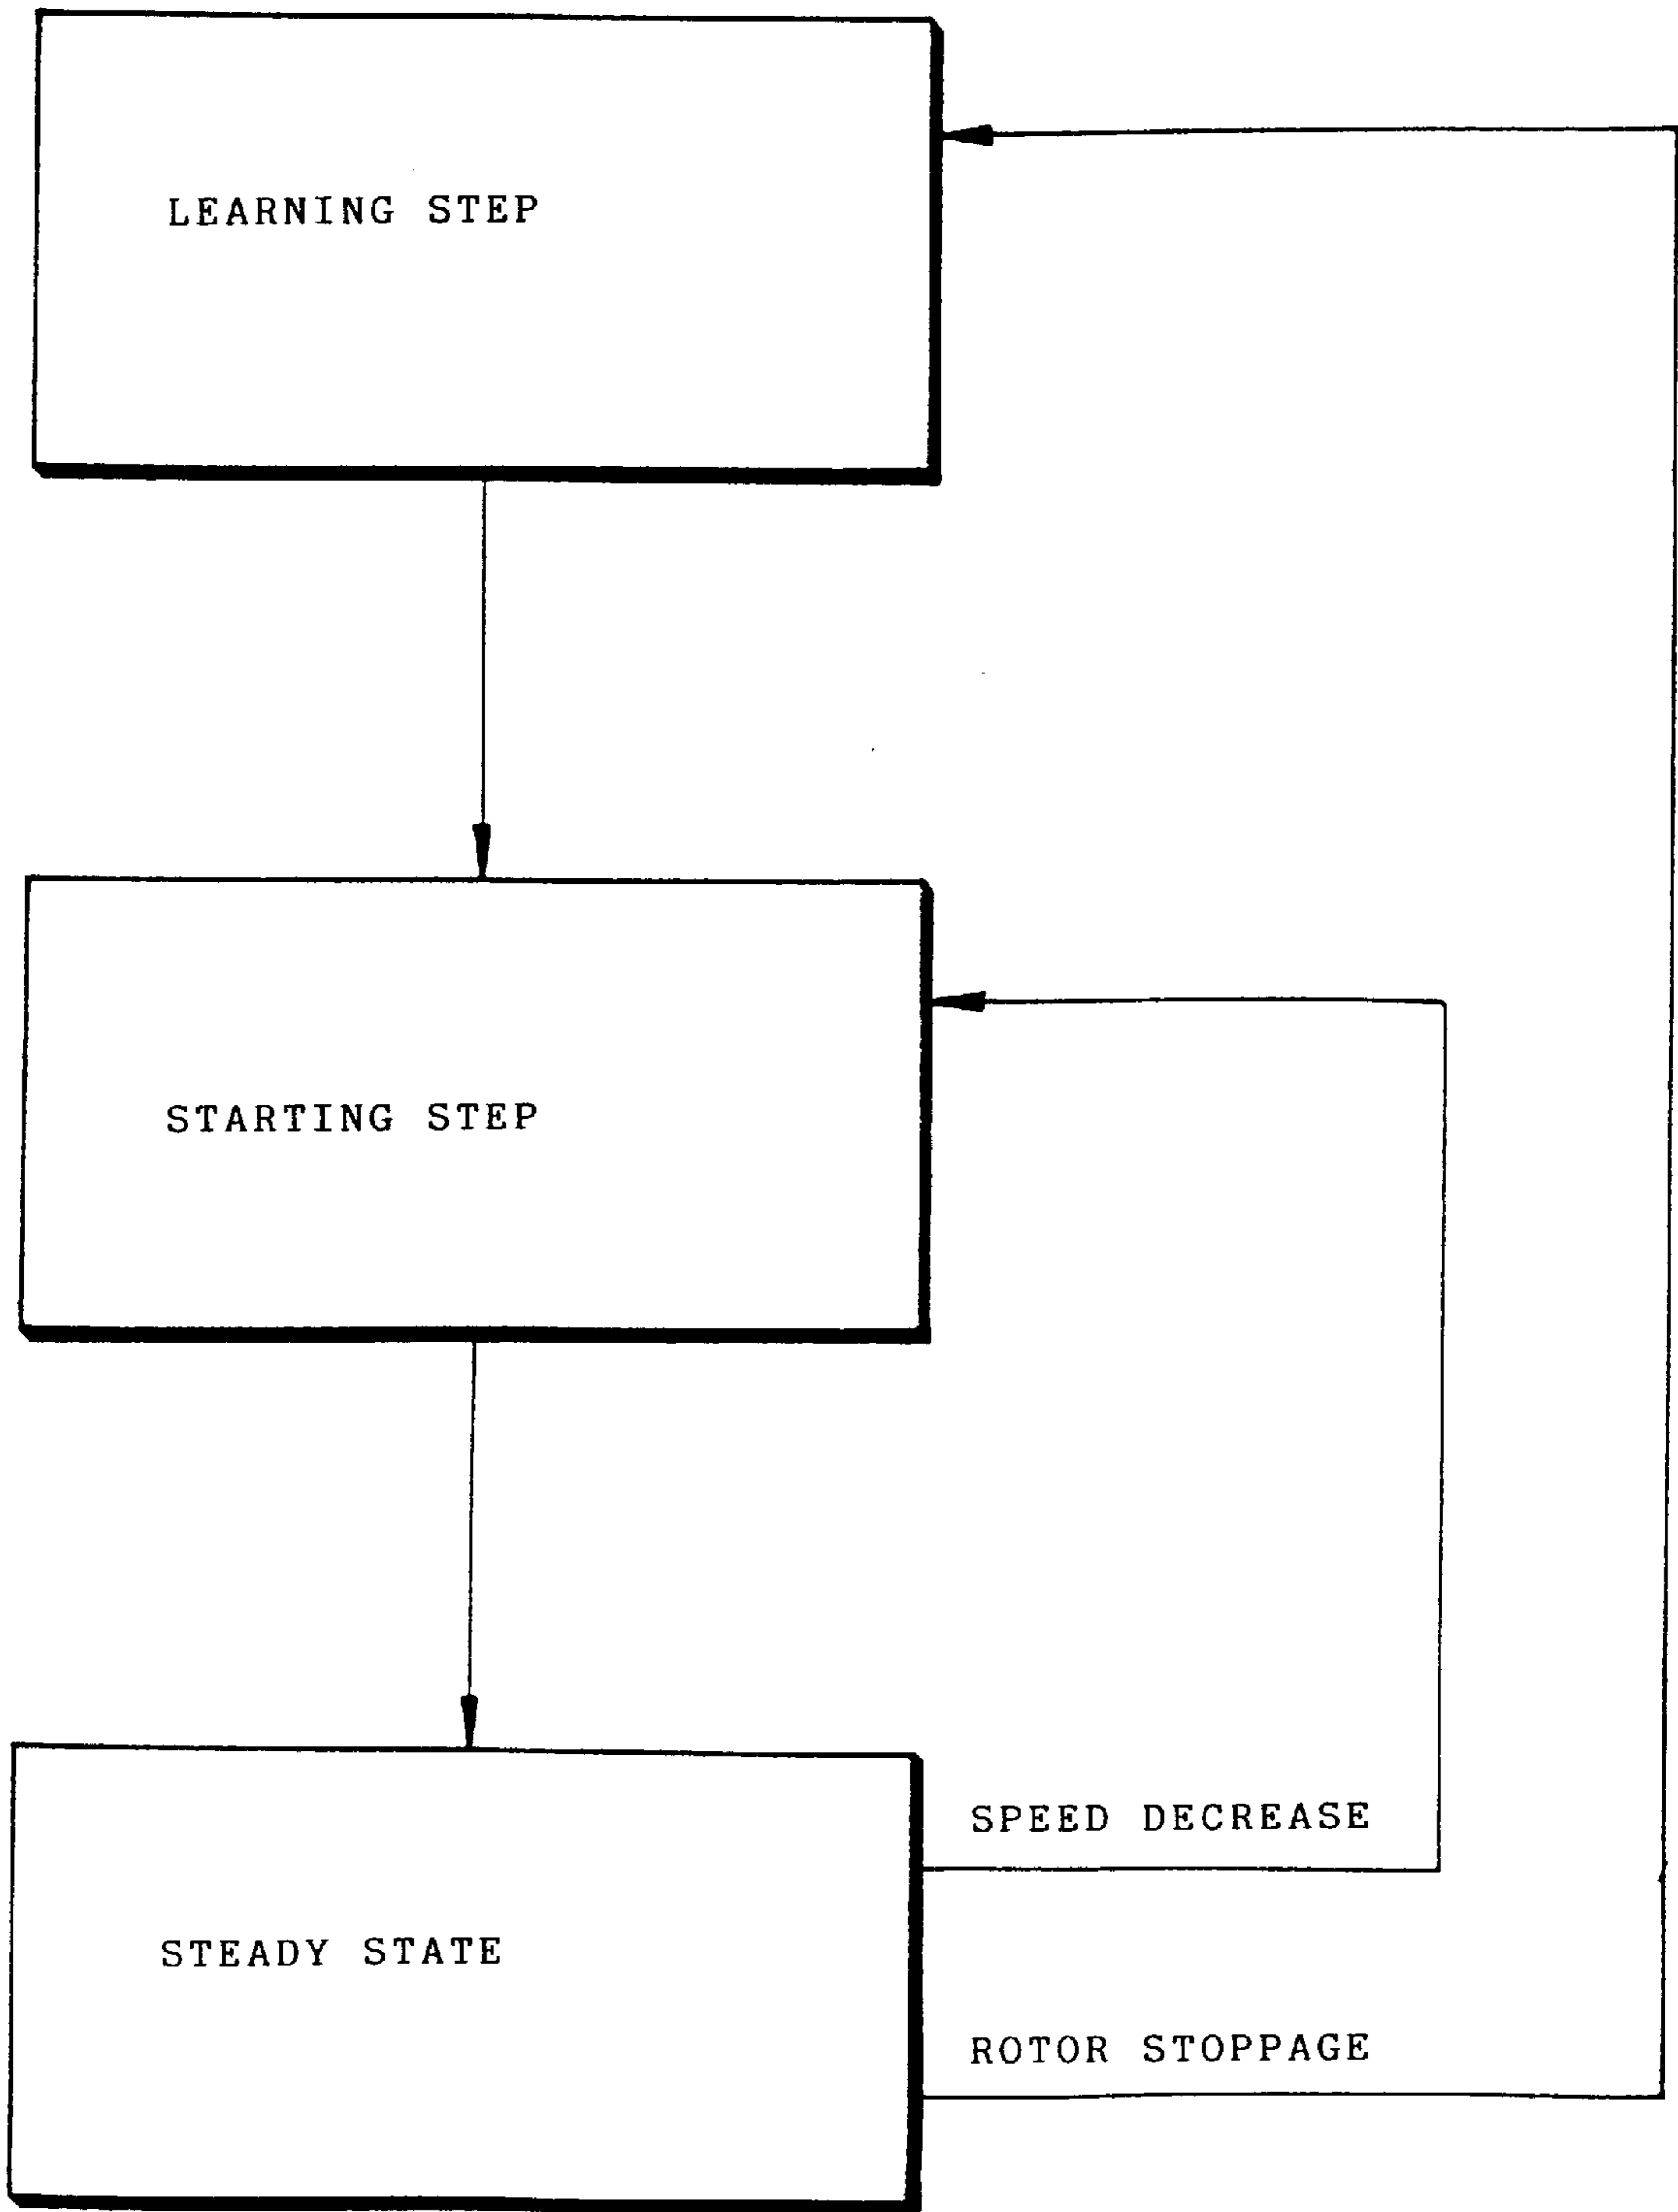 LEARNING STEP
STARTING STEP
SPEED DECREASE
STEADY STATE
ROTOR STOPPAGE